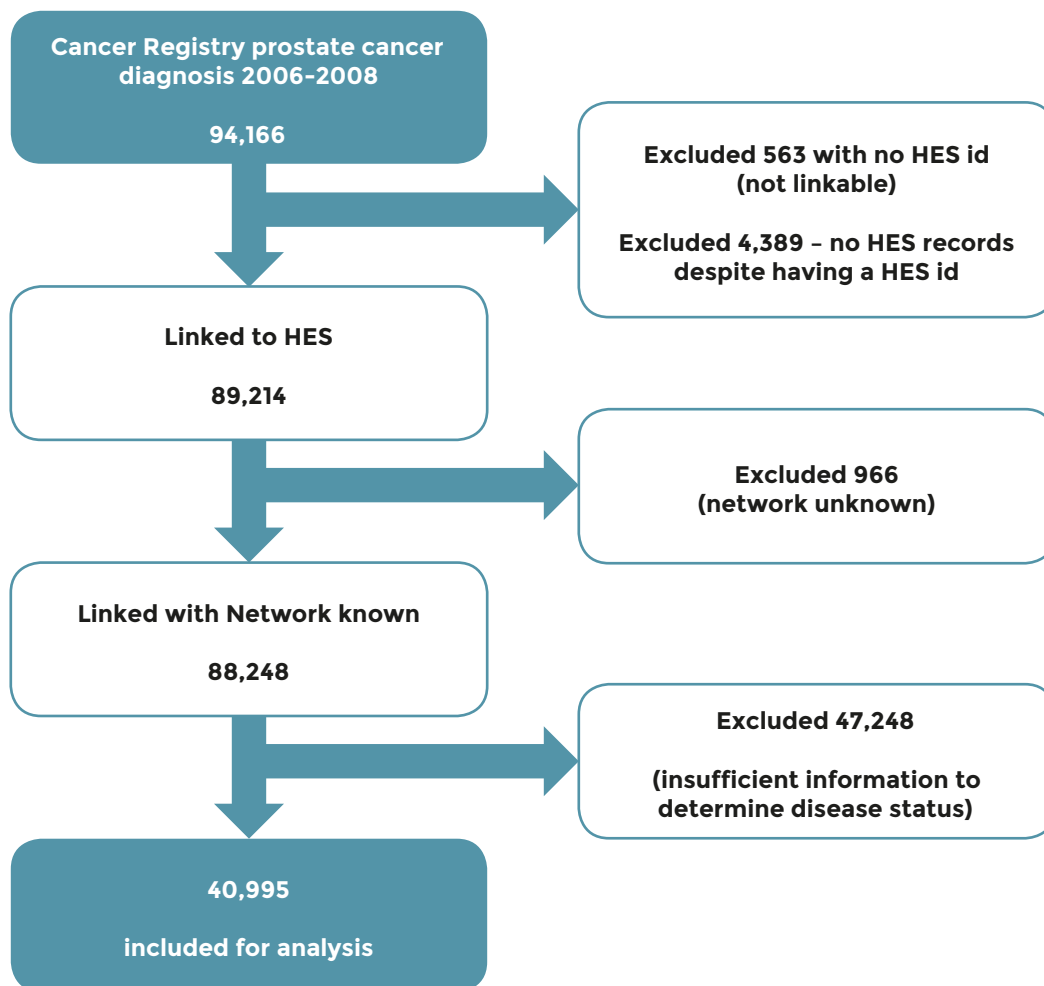 Cancer Registry prostate cancer
diagnosis 2006-2008
94,166
Excluded 563 with no HES id
(not linkable)
Excluded 4,389 – no HES records
despite having a HES id
Linked to HES
89,214
Excluded 966
(network unknown)
Linked with Network known
88,248
Excluded 47,248
(insufficient information to
determine disease status)
40,995
included for analysis